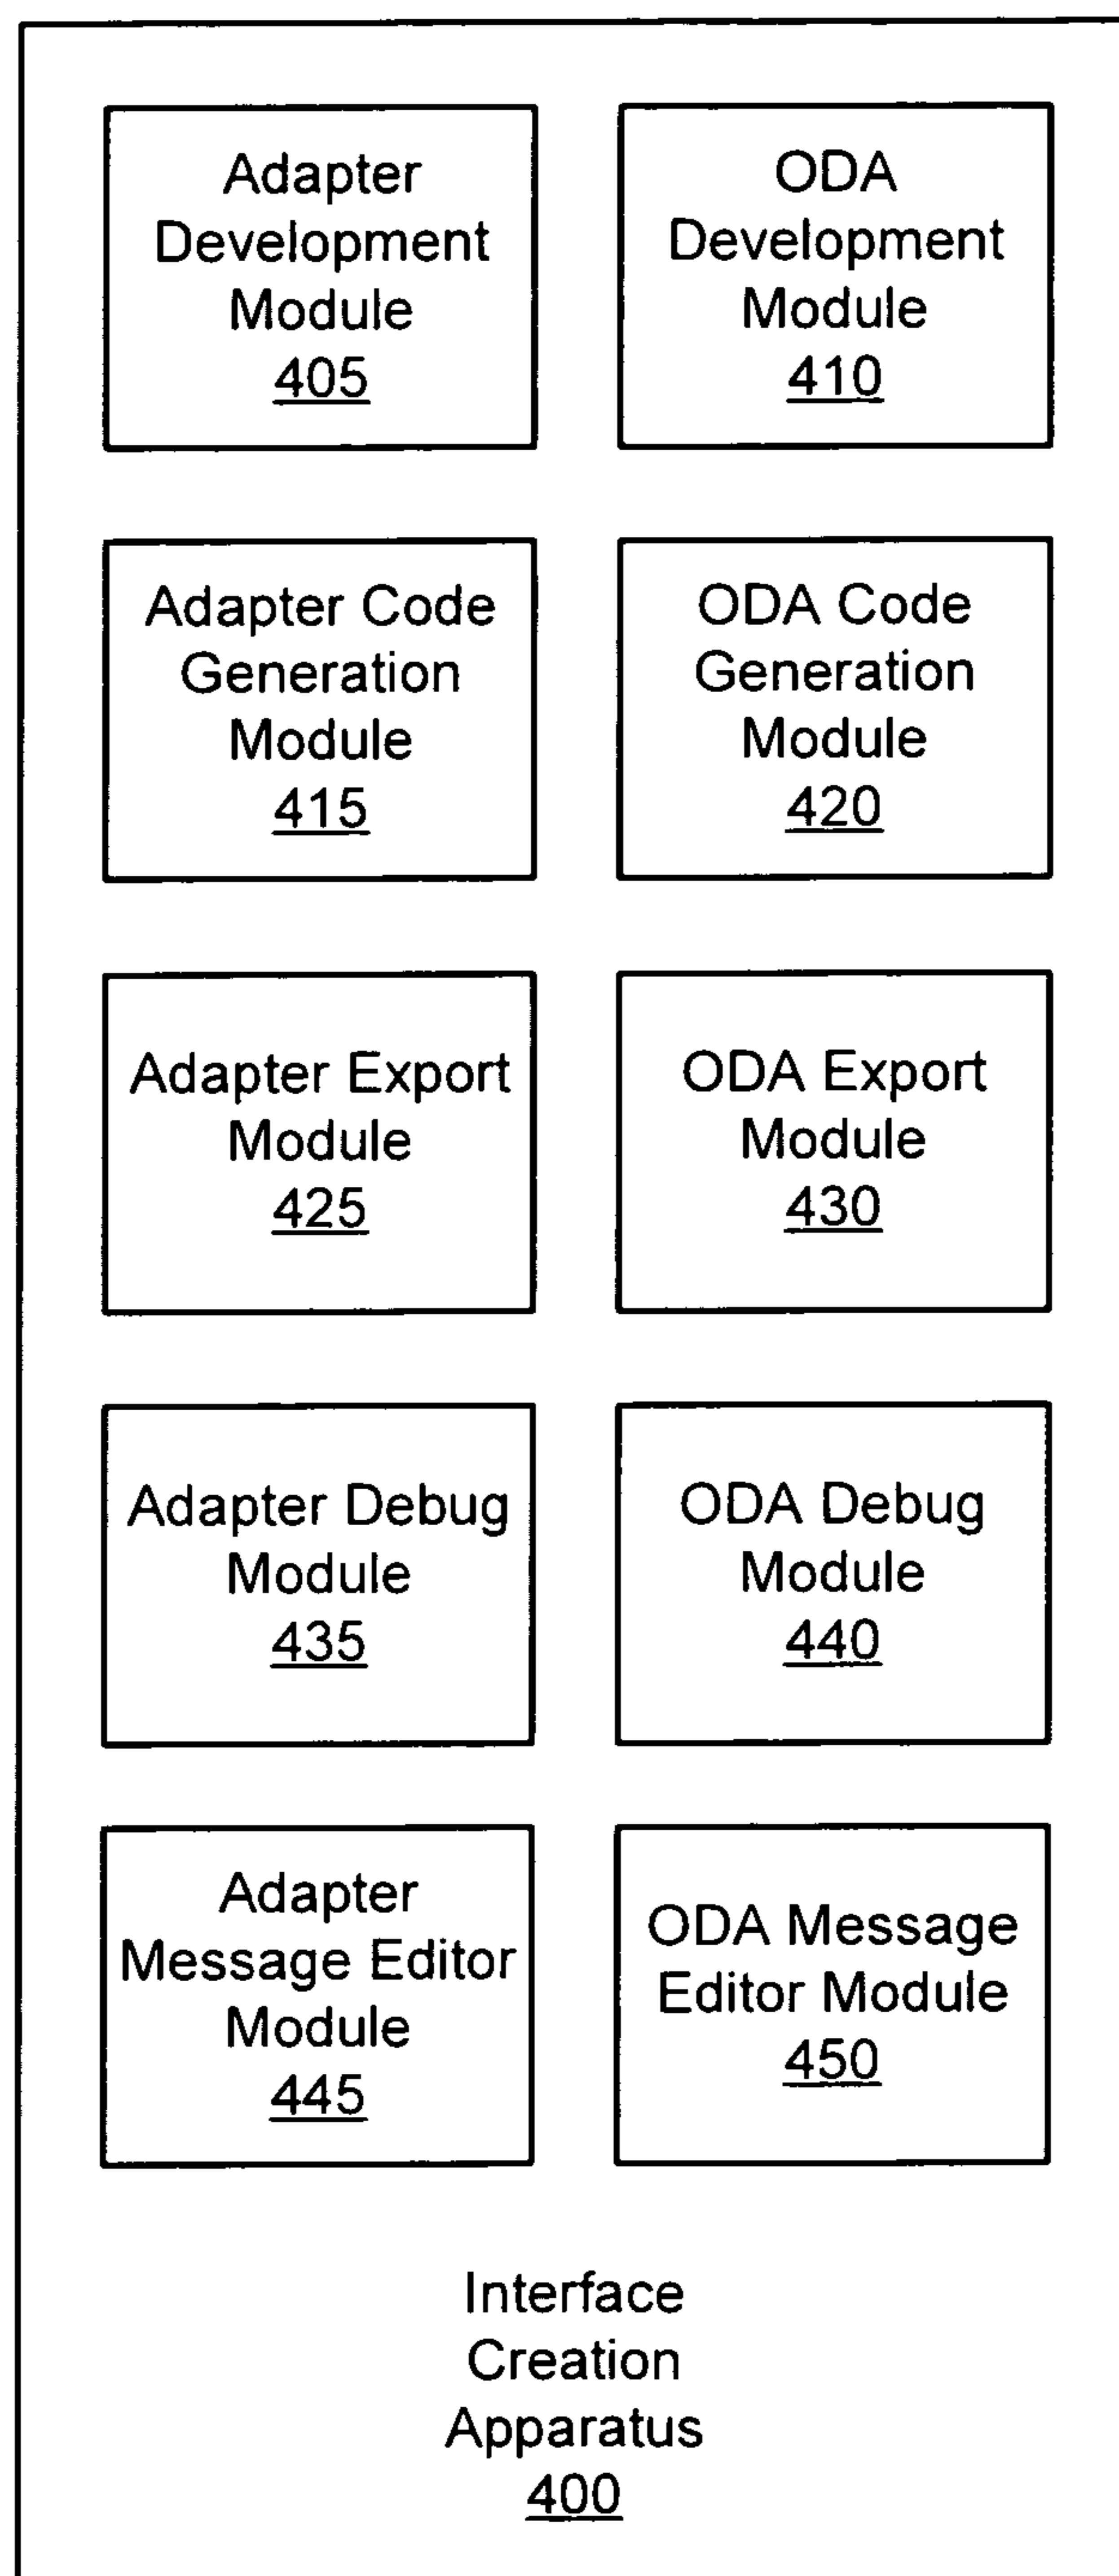 Adapter
Development
Module
405
ODA
Development
Module
410
Adapter Code
Generation
Module
415
ODA Code
Generation
Module
420
Adapter Export
Module
425
ODA Export
Module
430
Adapter Debug
Module
435
ODA Debug
Module
440
Adapter
Message Editor
Module
445
ODA Message
Editor Module
450
Interface
Creation
Apparatus
400